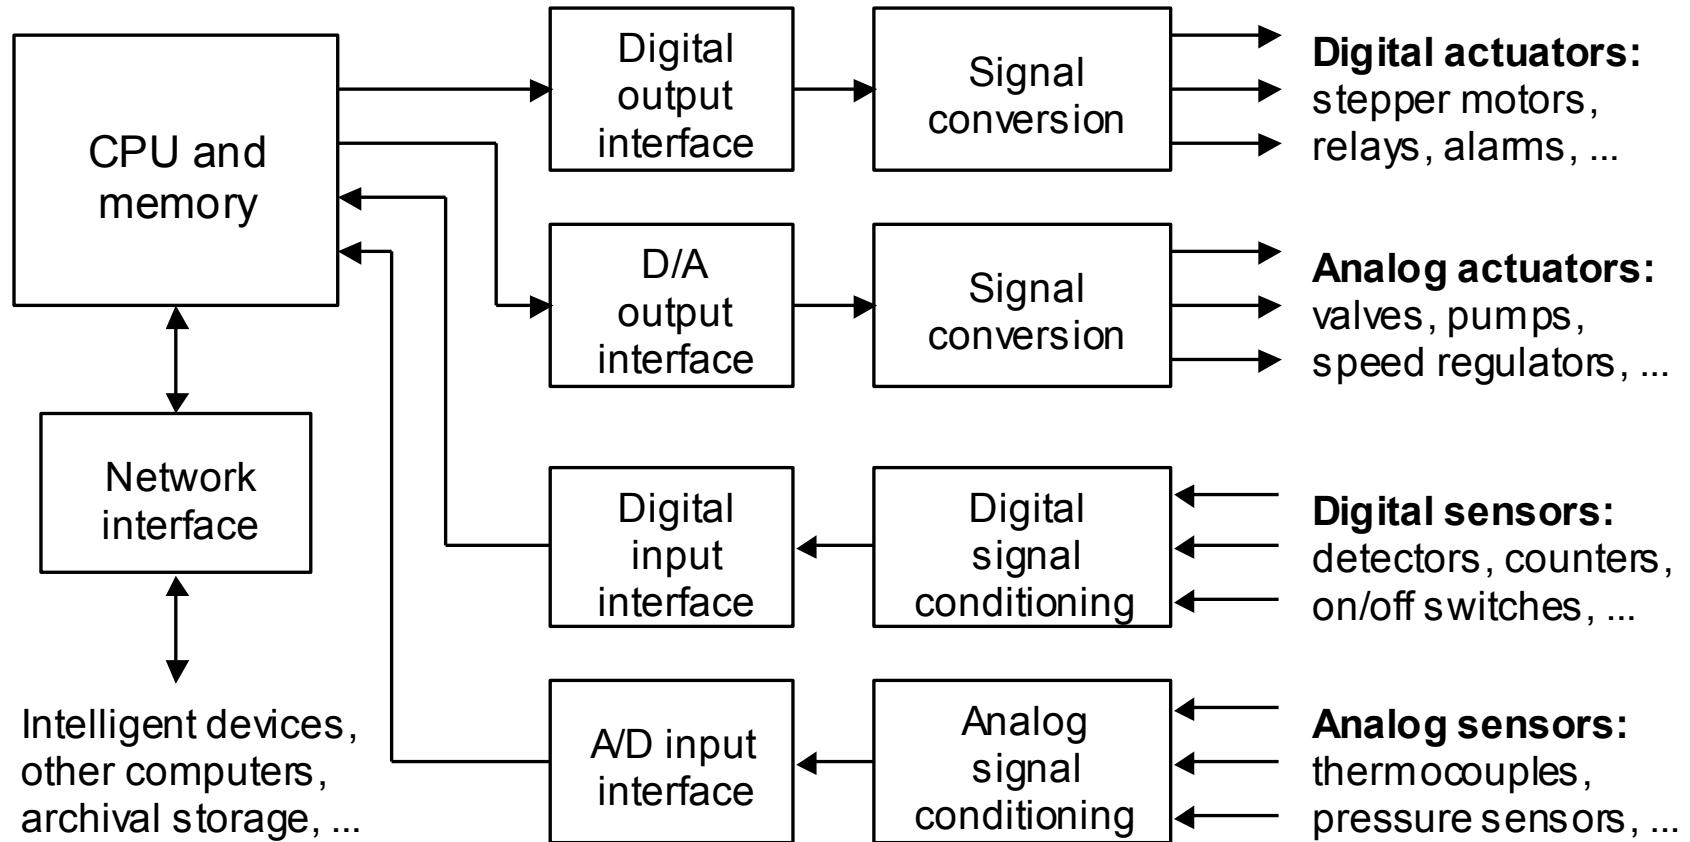 CPU and
memory
Network
interface
Intelligent devices,
other computers,
archival storage, ...
Digital
output
interface
Signal
conversion
Digital actuators:
stepper motors,
relays, alarms, ...
D/A
output
interface
Signal
conversion
Analog actuators:
valves, pumps,
speed regulators, ...
Digital
input
interface
Digital
signal
conditioning
Digital sensors:
detectors, counters,
on/off switches, ...
A/D input
interface
Analog
signal
conditioning
Analog sensors:
thermocouples,
pressure sensors, ...